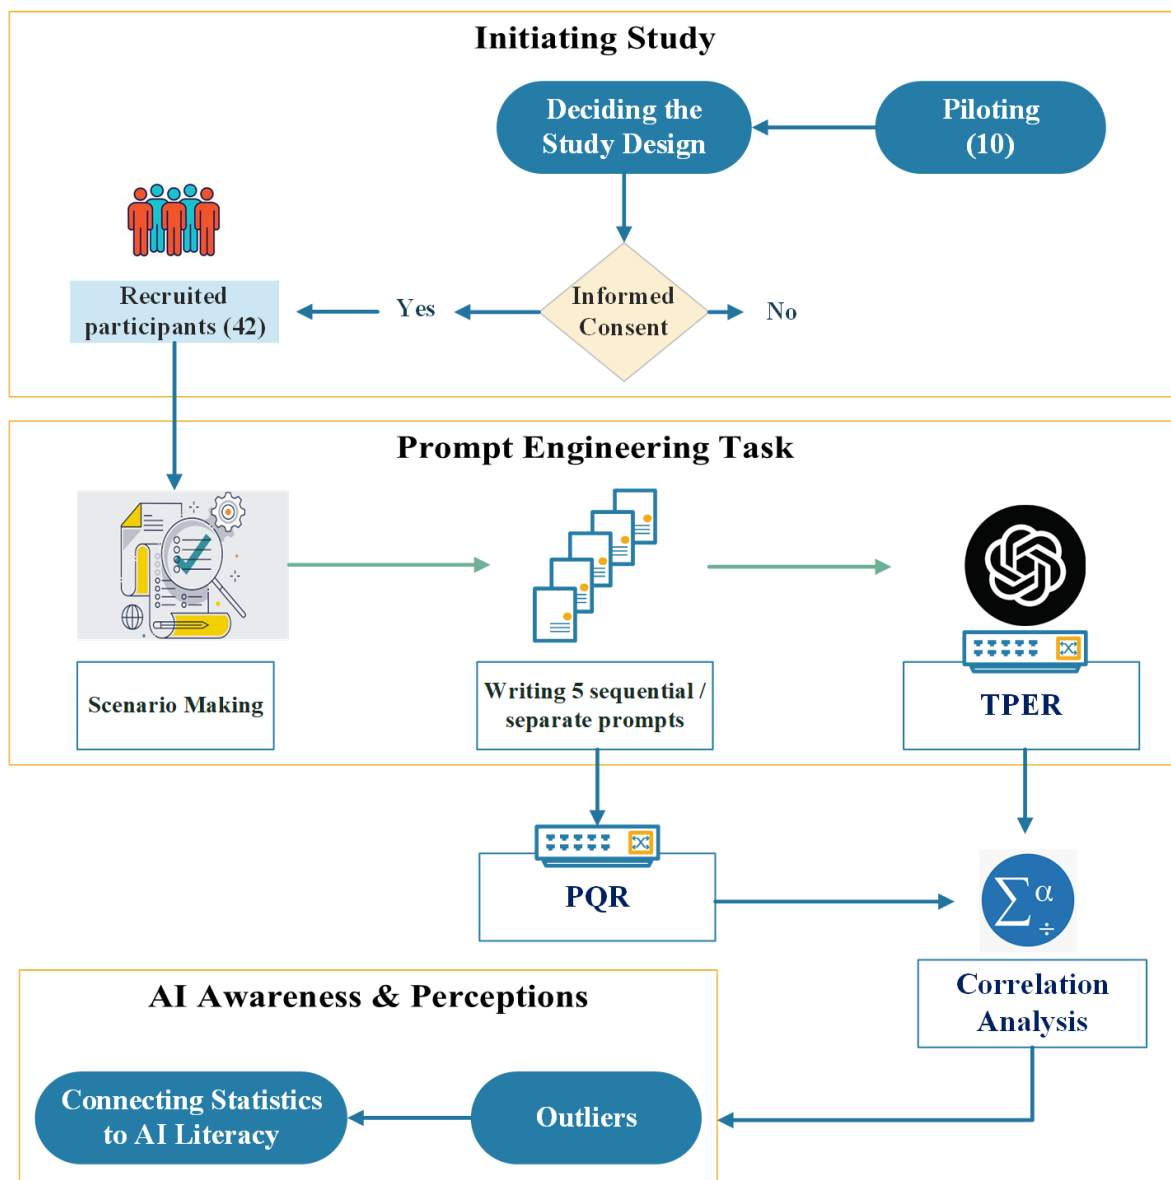 Initiating Study
Deciding the
Study Design
Piloting
(10)
Informed
Consent
Yes
No
Recruited
participants (42)
Prompt Engineering Task
Scenario Making
Writing 5 sequential /
separate prompts
TPER
PQR
∑ α
÷
Correlation
Analysis
AI Awareness & Perceptions
Outliers
Connecting Statistics
to AI Literacy